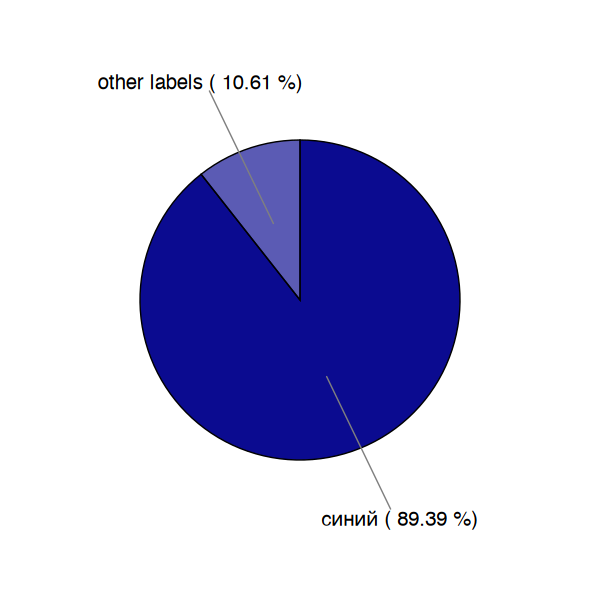 other labels ( 10.61 %)
синий ( 89.39 %)